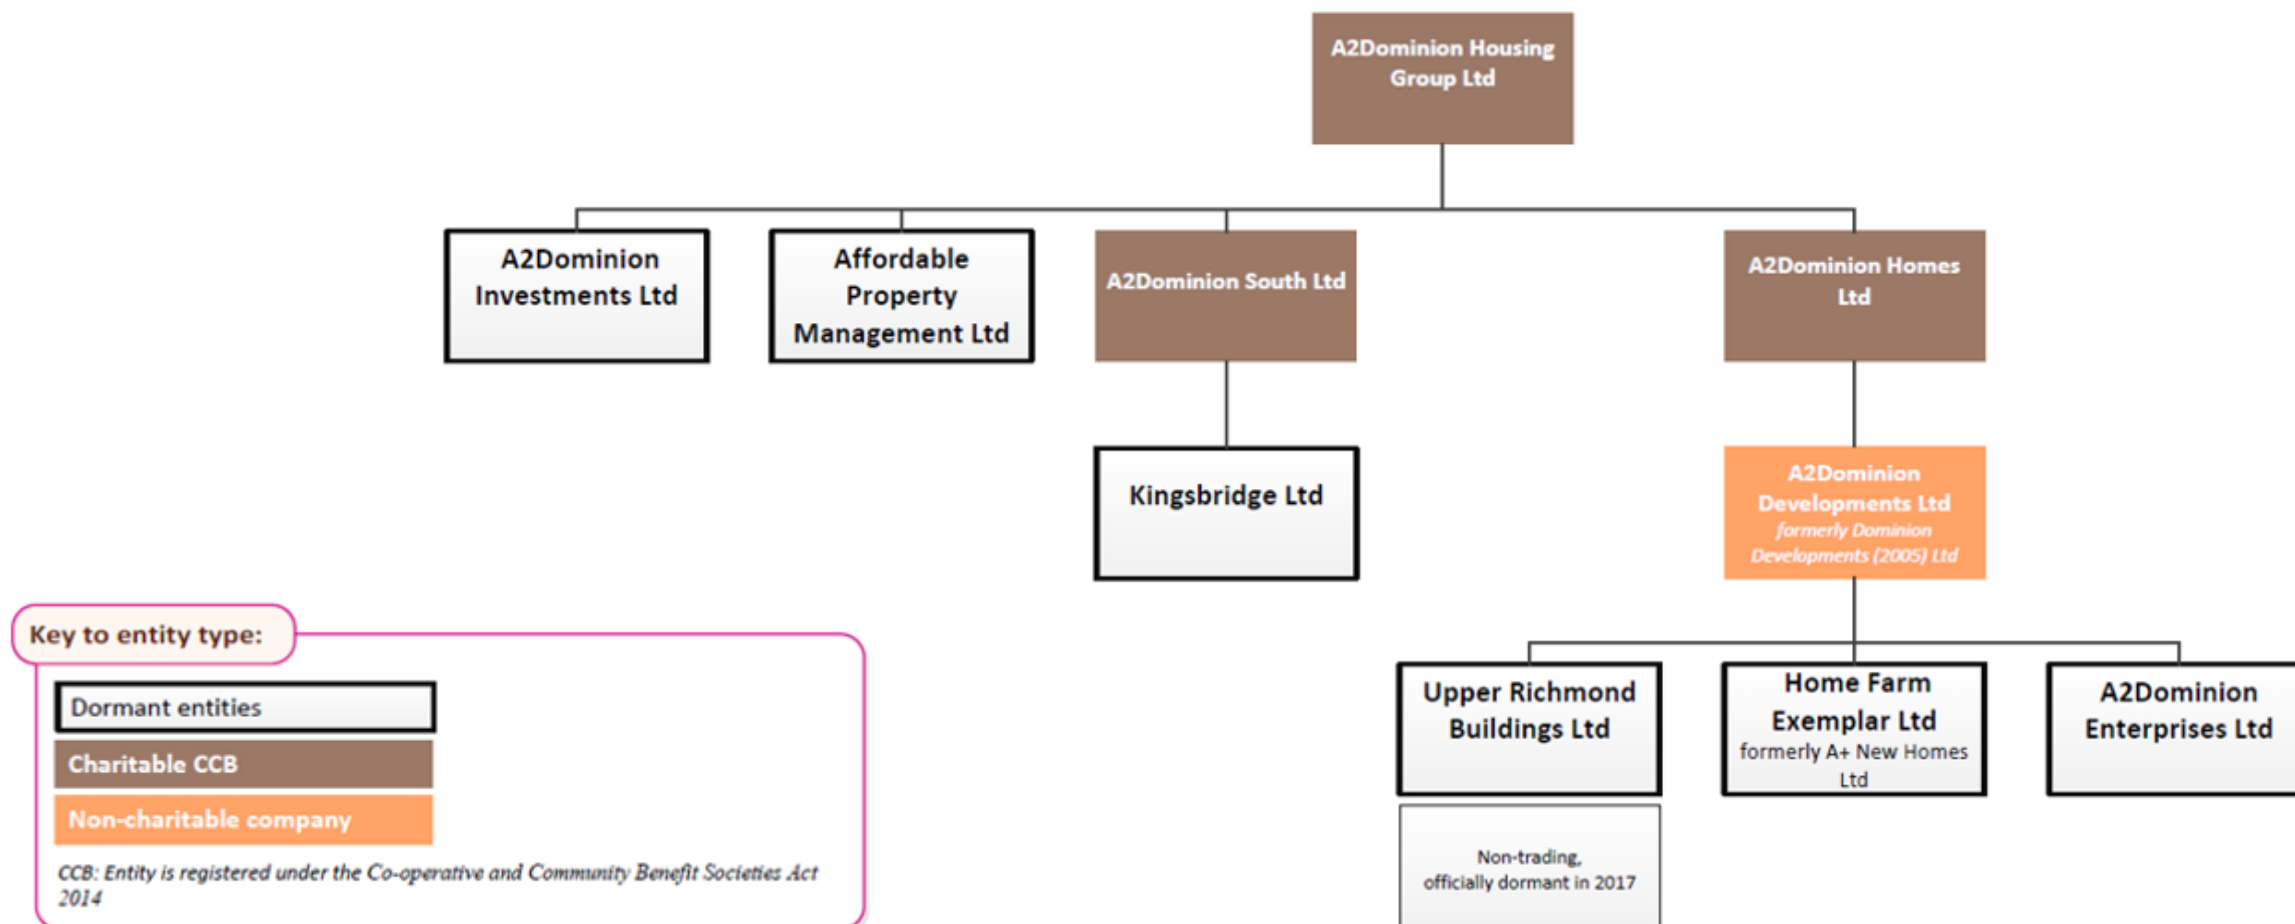 A2Dominion Housing
Group Ltd
A2Dominion
Investments Ltd
Affordable
Property
Management Ltd
A2Dominion South Ltd
A2Dominion Homes
Ltd
Kingsbridge Ltd
A2Dominion
Developments Ltd
formerly Dominion
Developments (2005) Ltd
Upper Richmond
Buildings Ltd
Home Farm
Exemplar Ltd
formerly A+ New Homes
Ltd
A2Dominion
Enterprises Ltd
Non-trading,
officially dormant in 2017
Key to entity type:
Dormant entities
Charitable CCB
Non-charitable company
CCB: Entity is registered under the Co-operative and Community Benefit Societies Act
2014